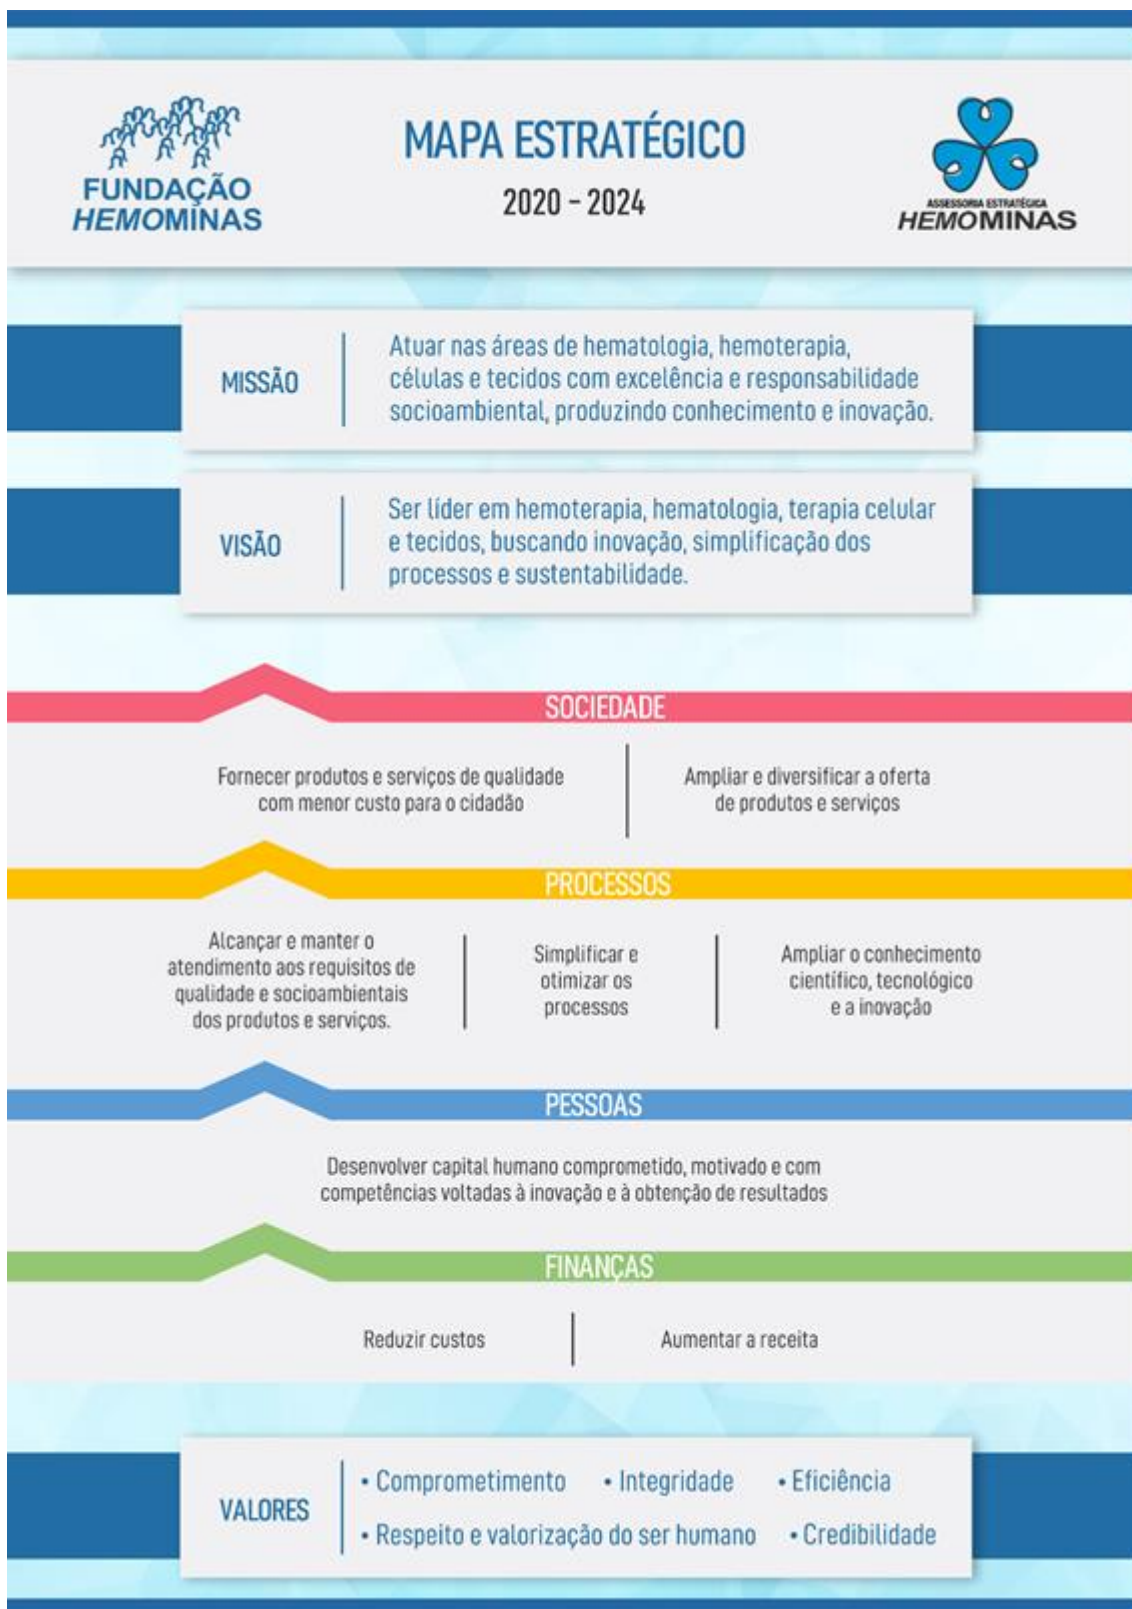 FUNDAÇÃO
HEMOMINAS
MAPA ESTRATÉGICO
2020 – 2024
ASSESSORIA ESTRATÉGICA
HEMOMINAS
MISSÃO
Atuar nas áreas de hematologia, hemoterapia,
células e tecidos com excelência e responsabilidade
socioambiental, produzindo conhecimento e inovação.
VISÃO
Ser líder em hemoterapia, hematologia, terapia celular
e tecidos, buscando inovação, simplificação dos
processos e sustentabilidade.
SOCIEDADE
Fornecer produtos e serviços de qualidade
com menor custo para o cidadão
Ampliar e diversificar a oferta
de produtos e serviços
PROCESSOS
Alcançar e manter o
atendimento aos requisitos de
qualidade e socioambientais
dos produtos e serviços.
Simplificar e
otimizar os
processos
Ampliar o conhecimento
científico, tecnológico
e a inovação
PESSOAS
Desenvolver capital humano comprometido, motivado e com
competências voltadas à inovação e à obtenção de resultados
FINANÇAS
Reduzir custos
Aumentar a receita
VALORES
• Comprometimento • Integridade • Eficiência
• Respeito e valorização do ser humano • Credibilidade